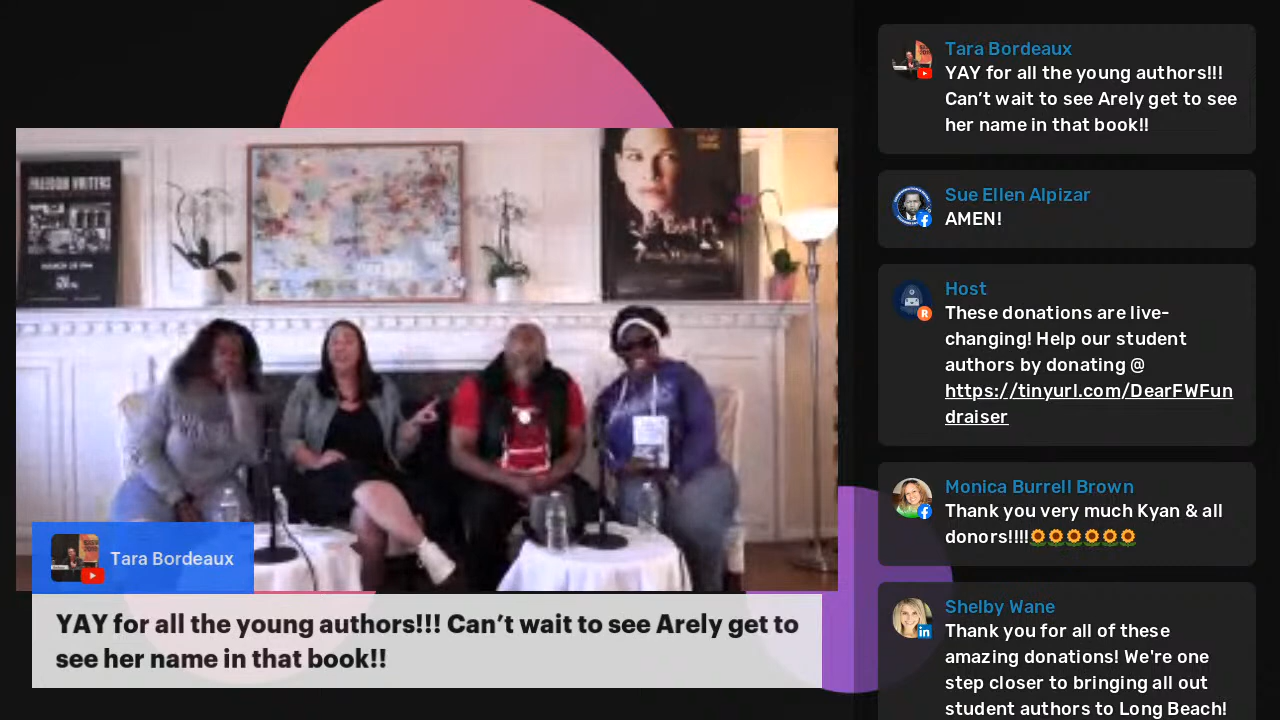 FREEDOM WRITERS
Tara Bordeaux
YAY for all the young authors!!! Can’t wait to see Arely get to
see her name in that book!!
Tara Bordeaux
YAY for all the young authors!!!
Can’t wait to see Arely get to see
her name in that book!!
Sue Ellen Alpizar
AMEN!
Host
These donations are live-
changing! Help our student
authors by donating @
https://tinyurl.com/DearFWFun
draiser
Monica Burrell Brown
Thank you very much Kyan & all
donors!!!!🌻🌻🌻🌻🌻🌻
Shelby Wane
Thank you for all of these
amazing donations! We're one
step closer to bringing all out
student authors to Long Beach!